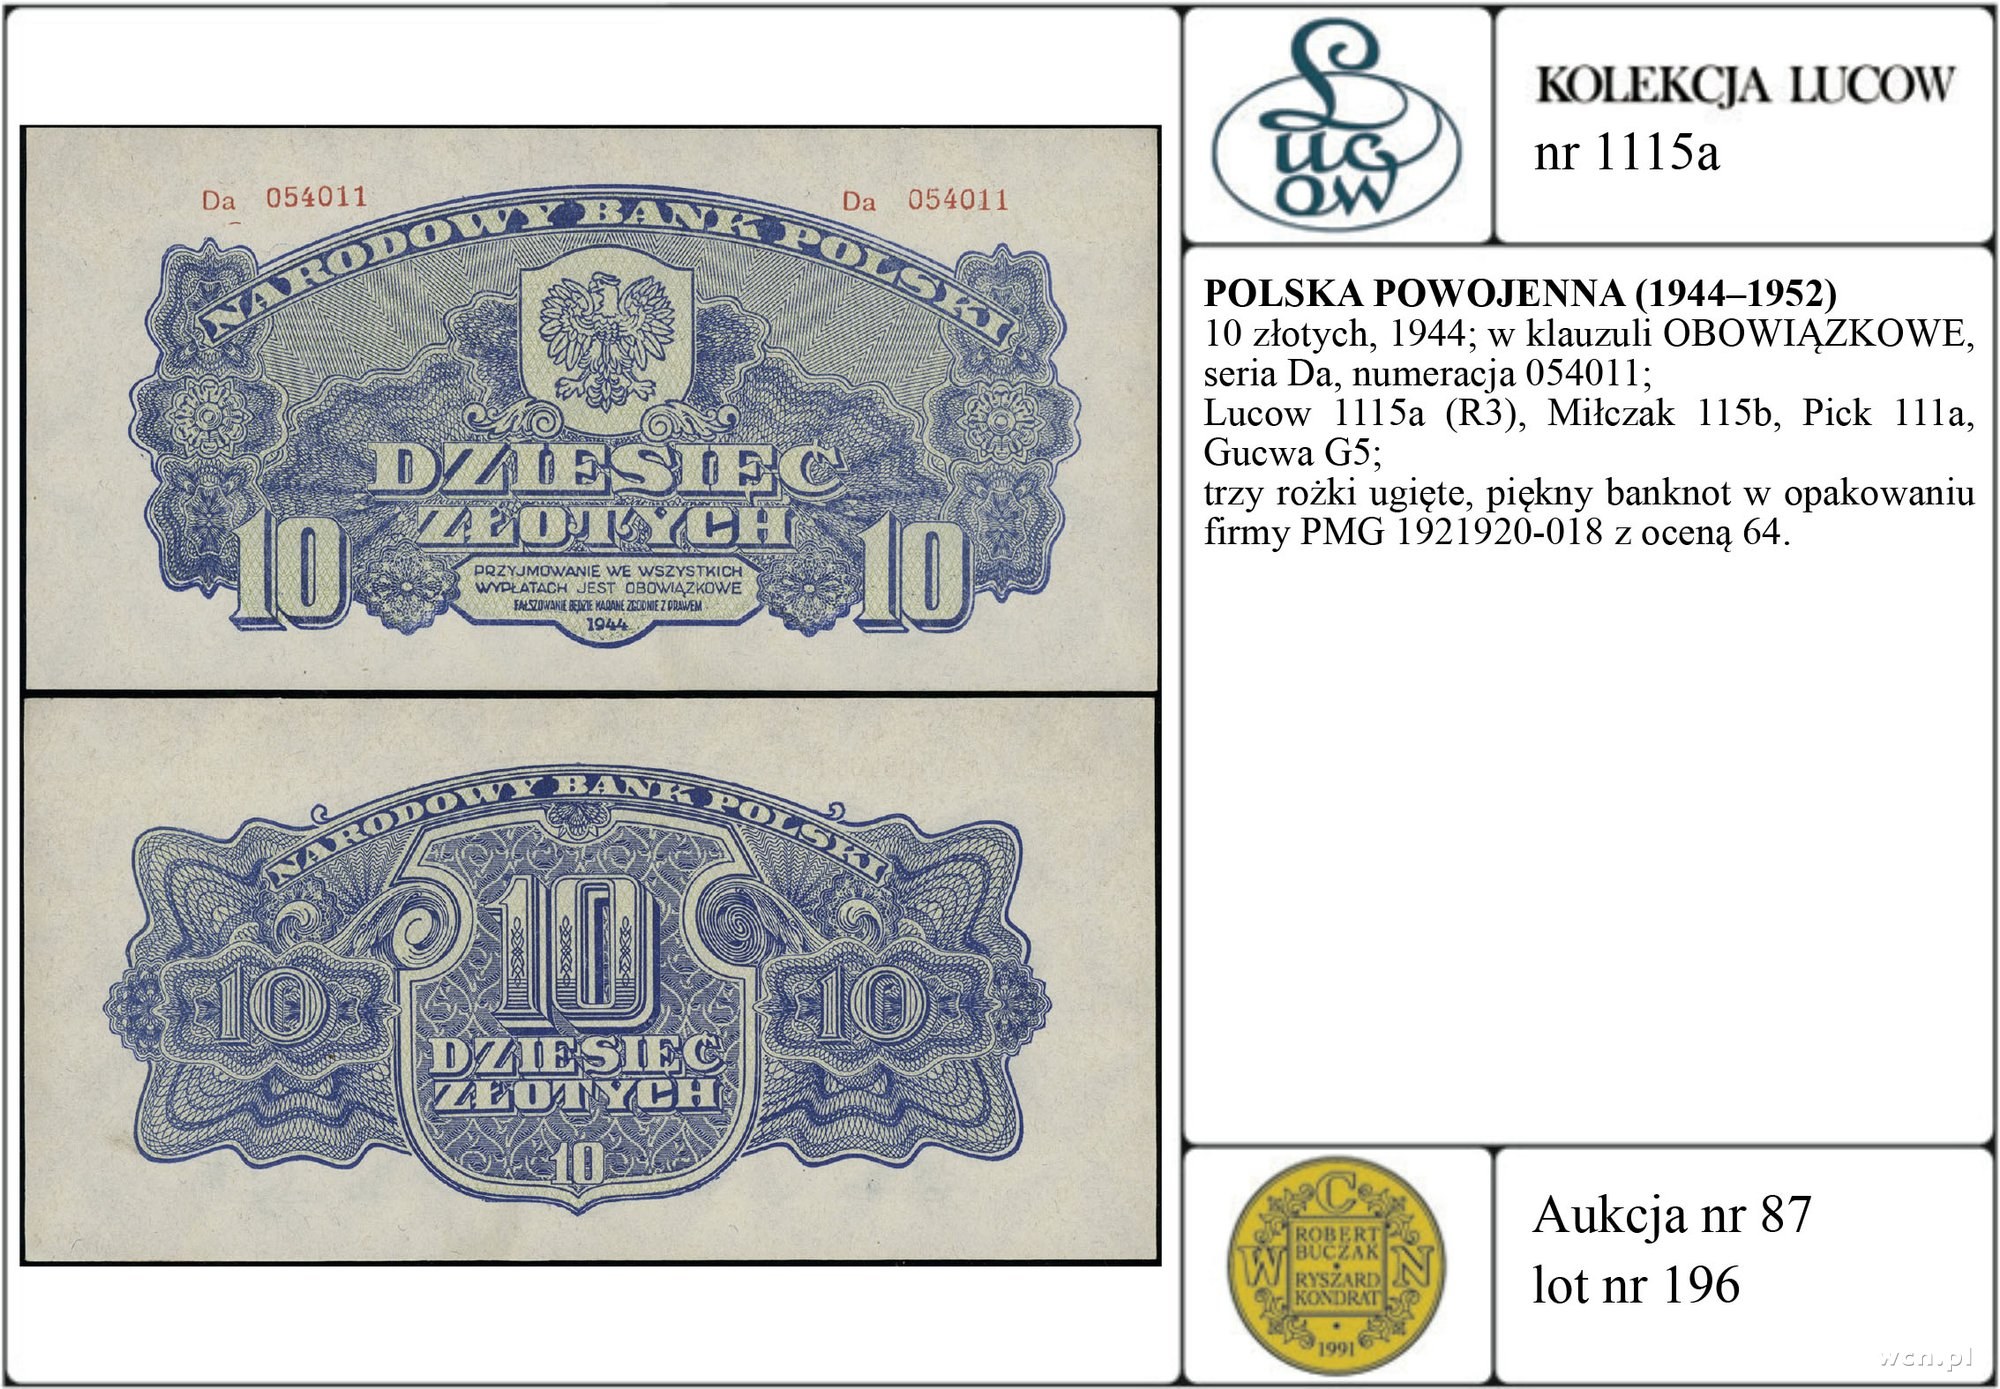 Da 054011
Da 054011
NARODOWY BANK POLSKI
DZIESIĘĆ
ZŁOTYCH
10
10
PRZYJMOWANIE WE WSZYSTKICH
WYPŁATACH JEST OBOWIĄZKOWE
FAŁSZOWANIE BĘDZIE KARANE ZGODNIE Z PRAWEM
1944
NARODOWY BANK POLSKI
10
10
10
DZIESIĘĆ
ZŁOTYCH
10
Lucow
KOLEKCJA LUCOW
nr 1115a
POLSKA POWOJENNA (1944–1952)
10 złotych, 1944; w klauzuli OBOWIĄZKOWE,
seria Da, numeracja 054011;
Lucow 1115a (R3), Miłczak 115b, Pick 111a,
Gucwa G5;
trzy rożki ugięte, piękny banknot w opakowaniu
firmy PMG 1921920-018 z oceną 64.
C
W
N
ROBERT
BUCZAK
RYSZARD
KONDRAT
1991
Aukcja nr 87
lot nr 196
wcn.pl